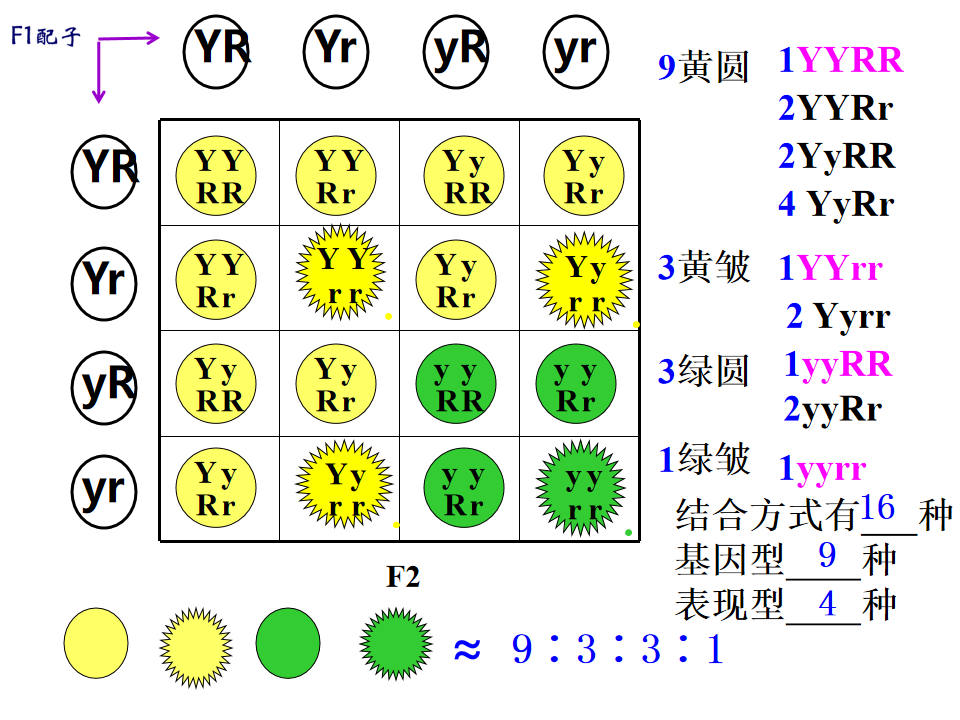 F1配子
YR Yr yR yr
YR
YY RR
YY Rr
Yy RR
Yy Rr
Yr
YY Rr
YY rr
Yy Rr
Yy rr
yR
Yy RR
Yy Rr
yy RR
yy Rr
yr
Yy Rr
Yy rr
yy Rr
yy rr
F2
≈ 9∶3∶3∶1
9黄圆 1YYRR
2YYRr
2YyRR
4 YyRr
3黄皱 1YYrr
2 Yyrr
3绿圆 1yyRR
2yyRr
1绿皱 1yyrr
结合方式有16种
基因型9种
表现型4种